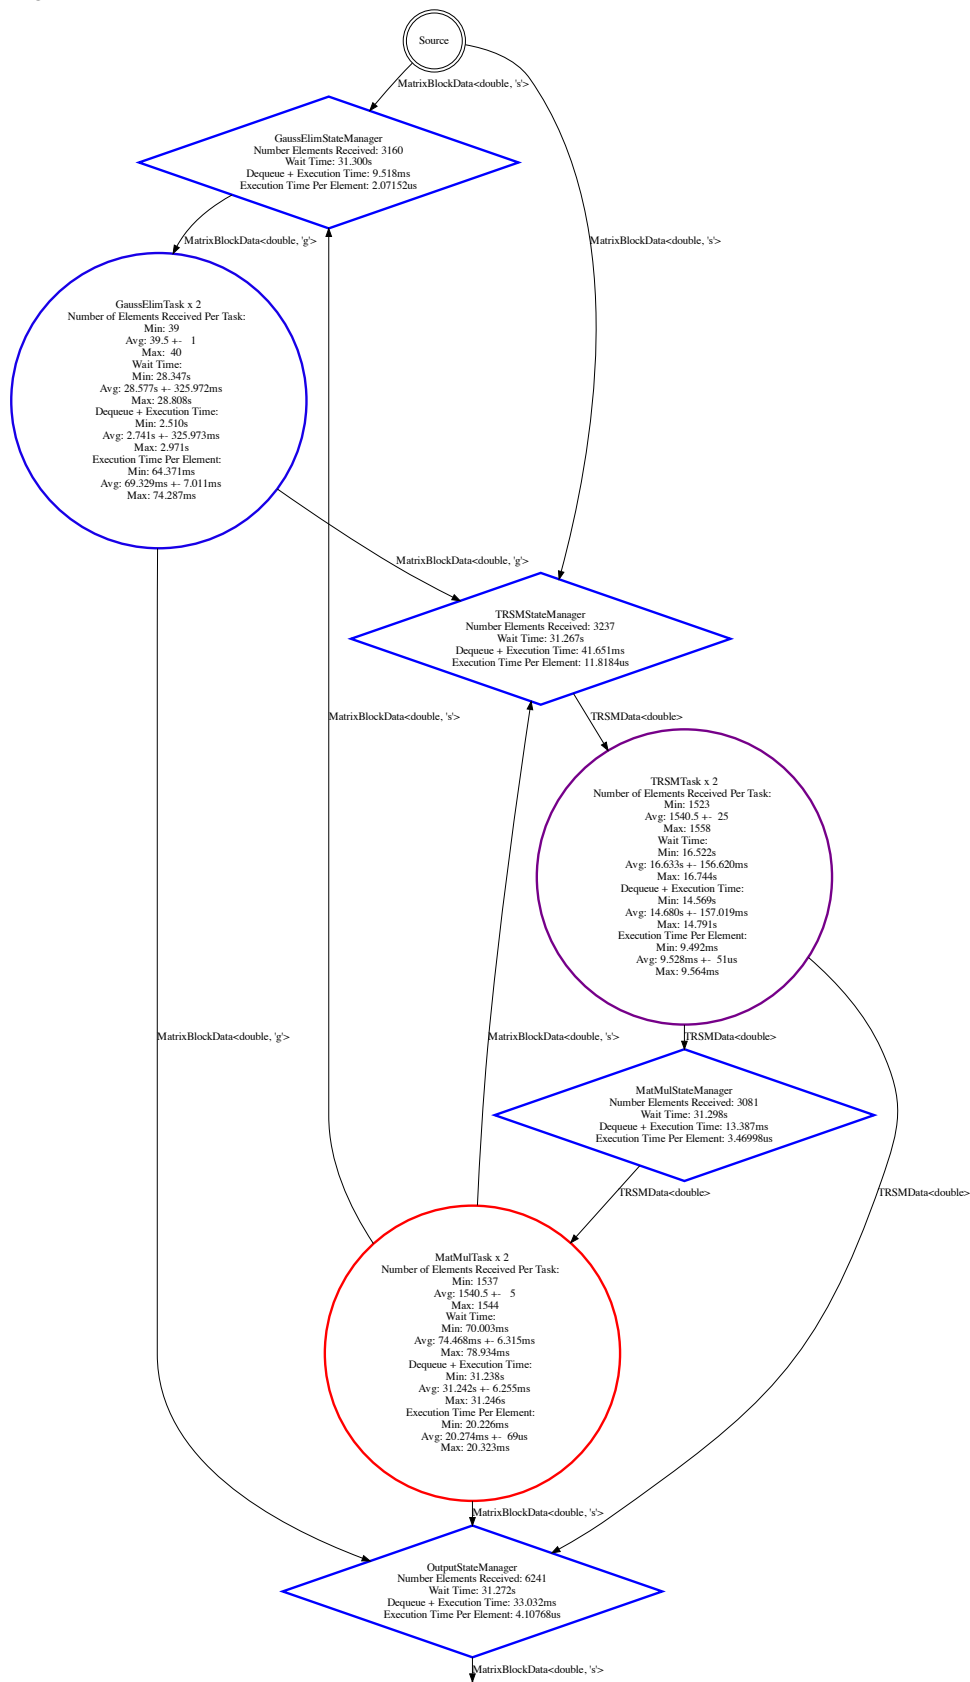 Source
MatrixBlockData<double, 's'>
GaussElimStateManager
Number Elements Received: 3160
Wait Time: 31.300s
Dequeue + Execution Time: 9.518ms
Execution Time Per Element: 2.07152us
MatrixBlockData<double, 'g'>
MatrixBlockData<double, 's'>
GaussElimTask x 2
Number of Elements Received Per Task:
Min: 39
Avg: 39.5 +- 1
Max: 40
Wait Time:
Min: 28.347s
Avg: 28.577s +- 325.972ms
Max: 28.808s
Dequeue + Execution Time:
Min: 2.510s
Avg: 2.741s +- 325.973ms
Max: 2.971s
Execution Time Per Element:
Min: 64.371ms
Avg: 69.329ms +- 7.011ms
Max: 74.287ms
MatrixBlockData<double, 'g'>
TRSMStateManager
Number Elements Received: 3237
Wait Time: 31.267s
Dequeue + Execution Time: 41.651ms
Execution Time Per Element: 11.8184us
MatrixBlockData<double, 's'>
TRSMData<double>
TRSMTask x 2
Number of Elements Received Per Task:
Min: 1523
Avg: 1540.5 +- 25
Max: 1558
Wait Time:
Min: 16.522s
Avg: 16.633s +- 156.620ms
Max: 16.744s
Dequeue + Execution Time:
Min: 14.569s
Avg: 14.680s +- 157.019ms
Max: 14.791s
Execution Time Per Element:
Min: 9.492ms
Avg: 9.528ms +- 51us
Max: 9.564ms
MatrixBlockData<double, 'g'>
MatrixBlockData<double, 's'>
TRSMData<double>
MatMulStateManager
Number Elements Received: 3081
Wait Time: 31.298s
Dequeue + Execution Time: 13.387ms
Execution Time Per Element: 3.46998us
TRSMData<double>
TRSMData<double>
MatMulTask x 2
Number of Elements Received Per Task:
Min: 1537
Avg: 1540.5 +- 5
Max: 1544
Wait Time:
Min: 70.003ms
Avg: 74.468ms +- 6.315ms
Max: 78.934ms
Dequeue + Execution Time:
Min: 31.238s
Avg: 31.242s +- 6.255ms
Max: 31.246s
Execution Time Per Element:
Min: 20.226ms
Avg: 20.274ms +- 69us
Max: 20.323ms
MatrixBlockData<double, 's'>
OutputStateManager
Number Elements Received: 6241
Wait Time: 31.272s
Dequeue + Execution Time: 33.032ms
Execution Time Per Element: 4.10768us
MatrixBlockData<double, 's'>